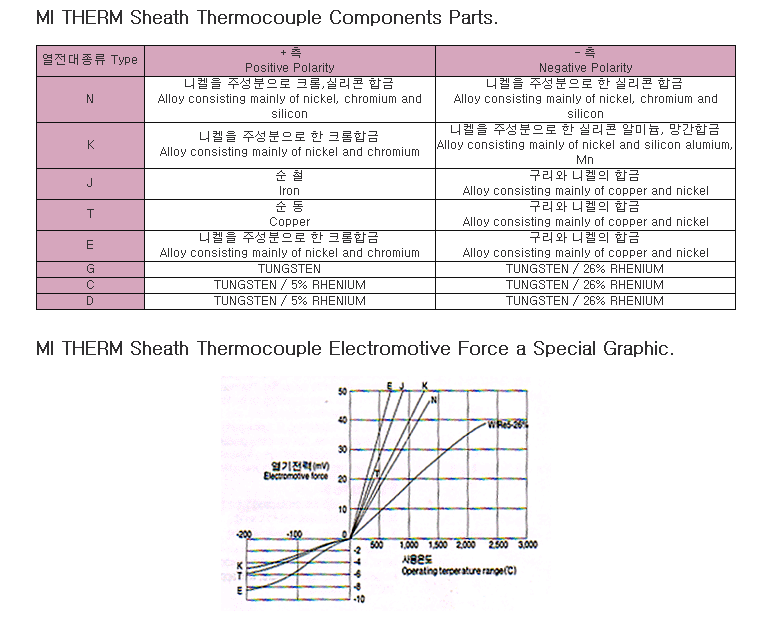 MI THERM Sheath Thermocouple Components Parts.
열전대종류 Type
+ 측
Positive Polarity
- 측
Negative Polarity
N
니켈을 주성분으로 크롬,실리콘 합금
Alloy consisting mainly of nickel, chromium and
silicon
니켈을 주성분으로 한 실리콘 합금
Alloy consisting mainly of nickel, chromium and
silicon
K
니켈을 주성분으로 한 크롬합금
Alloy consisting mainly of nickel and chromium
니켈을 주성분으로 한 실리콘 알미늄, 망간합금
Alloy consisting mainly of nickel and silicon alumium,
Mn
J
순 철
Iron
구리와 니켈의 합금
Alloy consisting mainly of copper and nickel
T
순 동
Copper
구리와 니켈의 합금
Alloy consisting mainly of copper and nickel
E
니켈을 주성분으로 한 크롬합금
Alloy consisting mainly of nickel and chromium
구리와 니켈의 합금
Alloy consisting mainly of copper and nickel
G
TUNGSTEN
TUNGSTEN / 26% RHENIUM
C
TUNGSTEN / 5% RHENIUM
TUNGSTEN / 26% RHENIUM
D
TUNGSTEN / 5% RHENIUM
TUNGSTEN / 26% RHENIUM
MI THERM Sheath Thermocouple Electromotive Force a Special Graphic.
E J K
50
N
40
W/Re5-26%
30
열기전력(mV)
Electromotive force
T
20
10
-200 -100 0
500 1,000 1,500 2,000 2,500 3,000
-2
사용온도
Operating terperature range(℃)
K
-4
T
-6
E
-8
-10